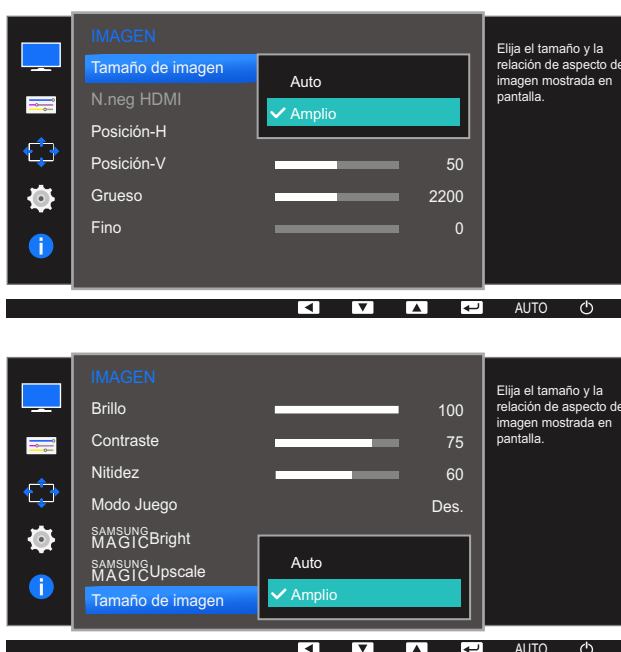 IMAGEN
Tamaño de imagen
Auto
N.neg HDMI
Amplio
Posición-H
Posición-V 50
Grueso 2200
Fino 0
Elija el tamaño y la
relación de aspecto de
imagen mostrada en
pantalla.
AUTO
IMAGEN
Brillo 100
Contraste 75
Nitidez 60
Modo Juego Des.
SAMSUNG
MAGICBright
SAMSUNG
MAGICUpscale
Auto
Tamaño de imagen Amplio
Elija el tamaño y la
relación de aspecto de
imagen mostrada en
pantalla.
AUTO